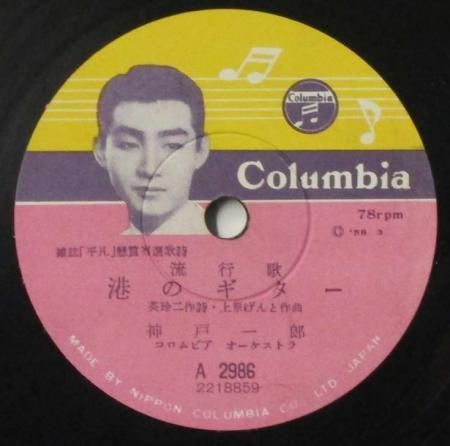 Columbia
Columbia
78rpm
Ⓟ '58. 3
雑誌「平凡」懸賞当選歌詩
流行歌
港のギター
英玲二作詩・上原げんと作曲
神戸一郎
コロムビア オーケストラ
A 2986
2218859
MADE BY NIPPON COLUMBIA CO., LTD. JAPAN